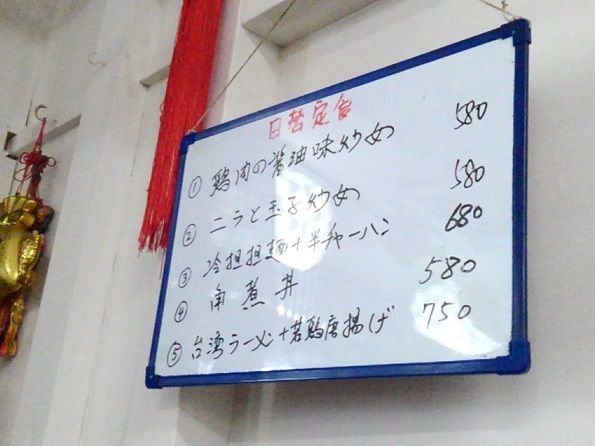 日替定食
① 鶏肉の醤油味炒め 580
② ニラと玉子炒め 580
③ 冷担担麺+半チャーハン 680
④ 角煮丼 580
⑤ 台湾ラーメン+若鶏唐揚げ 750